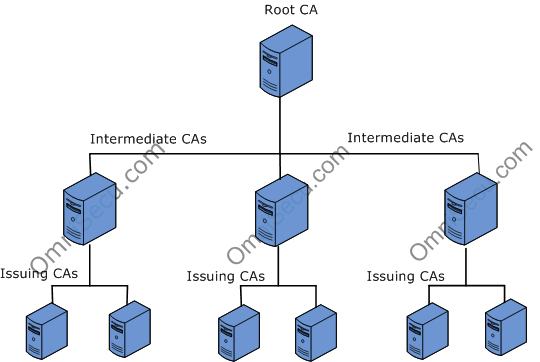 Root CA
Intermediate CAs
Intermediate CAs
OmniSecu.com
OmniSecu.com
OmniSecu.com
Issuing CAs
Issuing CAs
Issuing CAs